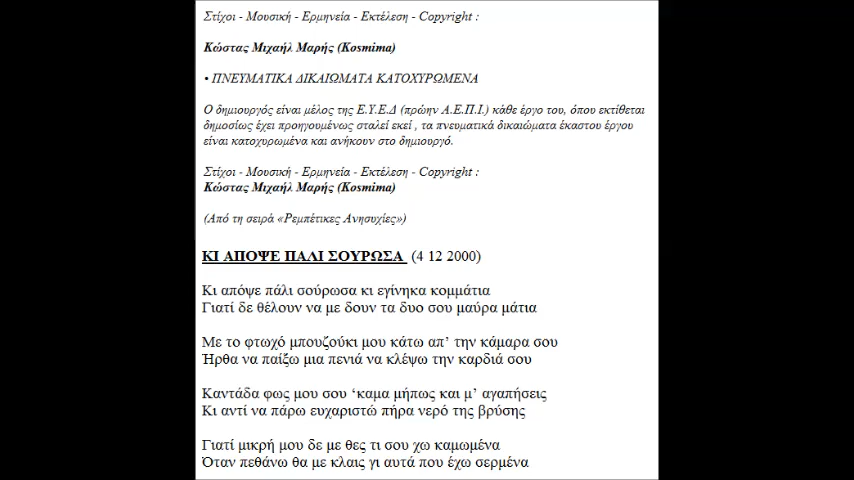 Στίχοι - Μουσική - Ερμηνεία - Εκτέλεση - Copyright :
Κώστας Μιχαήλ Μαρής (Kosmima)
• ΠΝΕΥΜΑΤΙΚΑ ΔΙΚΑΙΩΜΑΤΑ ΚΑΤΟΧΥΡΩΜΕΝΑ
Ο δημιουργός είναι μέλος της Ε.Υ.Ε.Δ (πρώην Α.Ε.Π.Ι.) κάθε έργο του, όπου εκτίθεται
δημοσίως έχει προηγουμένως σταλεί εκεί , τα πνευματικά δικαιώματα έκαστου έργου
είναι κατοχυρωμένα και ανήκουν στο δημιουργό.
Στίχοι - Μουσική - Ερμηνεία - Εκτέλεση - Copyright :
Κώστας Μιχαήλ Μαρής (Kosmima)
(Από τη σειρά «Ρεμπέτικες Ανησυχίες»)
ΚΙ ΑΠΟΨΕ ΠΑΛΙ ΣΟΥΡΩΣΑ (4 12 2000)
Κι απόψε πάλι σούρωσα κι εγίνηκα κομμάτια
Γιατί δε θέλουν να με δουν τα δυο σου μαύρα μάτια
Με το φτωχό μπουζούκι μου κάτω απ’ την κάμαρα σου
Ήρθα να παίξω μια πενιά να κλέψω την καρδιά σου
Καντάδα φως μου σου ‘καμα μήπως και μ’ αγαπήσεις
Κι αντί να πάρω ευχαριστώ πήρα νερό της βρύσης
Γιατί μικρή μου δε με θες τι σου χω καμωμένα
Όταν πεθάνω θα με κλαις γι αυτά που έχω σερμένα